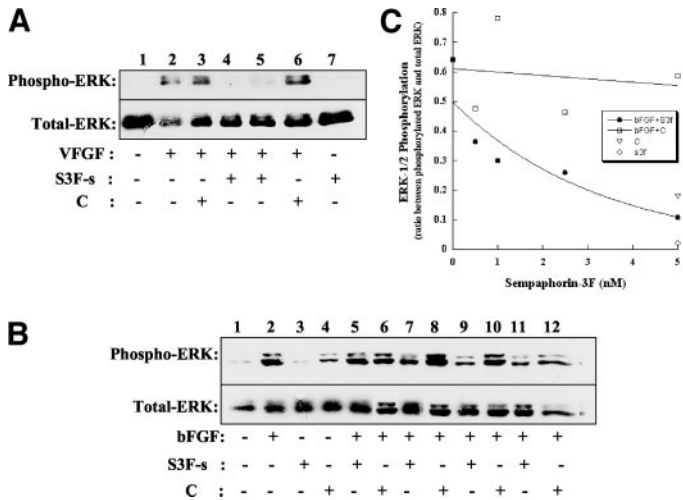 A
1 2 3 4 5 6 7
Phospho-ERK:
Total-ERK:
VFGF : - + + + + + -
S3F-s : - - - + + - -
C : - - + - - + -
C
ERK-1/2 Phosphorylation
(ratio between phosphorylated ERK and total ERK)
0.8
0.7
0.6
0.5
0.4
0.3
0.2
0.1
0
0 1 2 3 4 5
Sempaphorin-3F (nM)
bFGF+S3f
bFGF+C
C
s3f
B
1 2 3 4 5 6 7 8 9 10 11 12
Phospho-ERK:
Total-ERK:
bFGF: - + - - + + + + + + + +
S3F-s : - - + - + - + - + - + -
C : - - - + - + - + - + - +